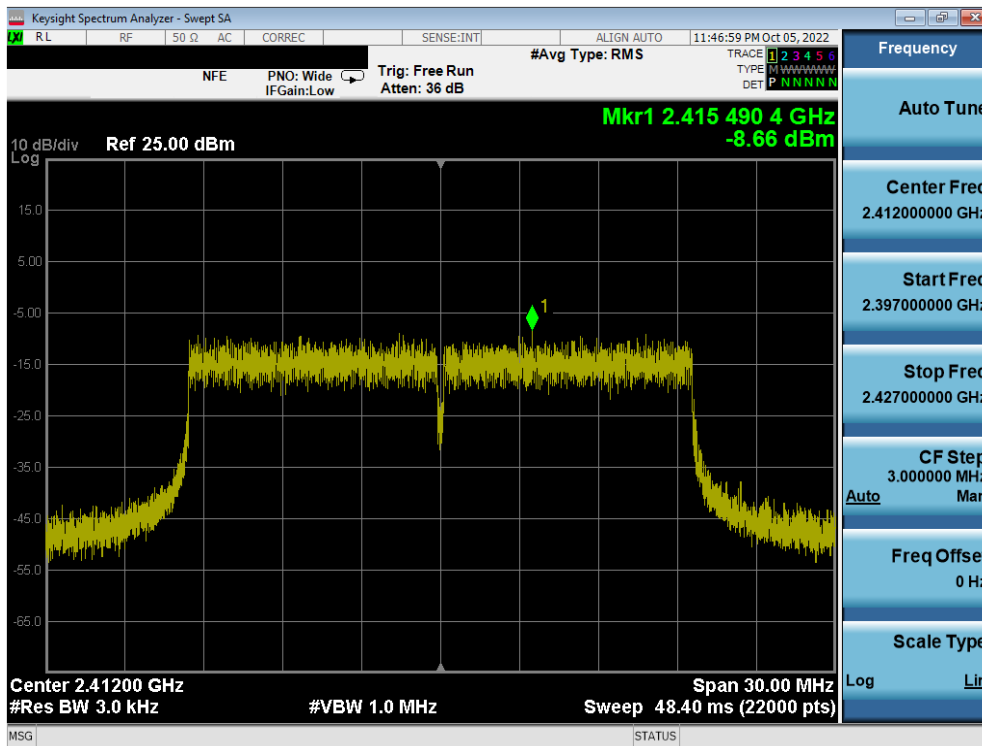 Keysight Spectrum Analyzer - Swept SA
LXI RL RF 50 Ω AC CORREC SENSE:INT ALIGN AUTO 11:46:59 PM Oct 05, 2022
NFE PNO: Wide Trig: Free Run #Avg Type: RMS TRACE 1 2 3 4 5 6
IFGain:Low Atten: 36 dB TYPE M WWWWW
DET P N N N N N
Mkr1 2.415 490 4 GHz
-8.66 dBm
10 dB/div Ref 25.00 dBm
Log
15.0
5.00
-5.00
1
-15.0
-25.0
-35.0
-45.0
-55.0
-65.0
Center 2.41200 GHz Span 30.00 MHz
#Res BW 3.0 kHz #VBW 1.0 MHz Sweep 48.40 ms (22000 pts)
MSG STATUS
Frequency
Auto Tune
Center Freq
2.412000000 GHz
Start Freq
2.397000000 GHz
Stop Freq
2.427000000 GHz
CF Step
3.000000 MHz
Auto Man
Freq Offset
0 Hz
Scale Type
Log Lin